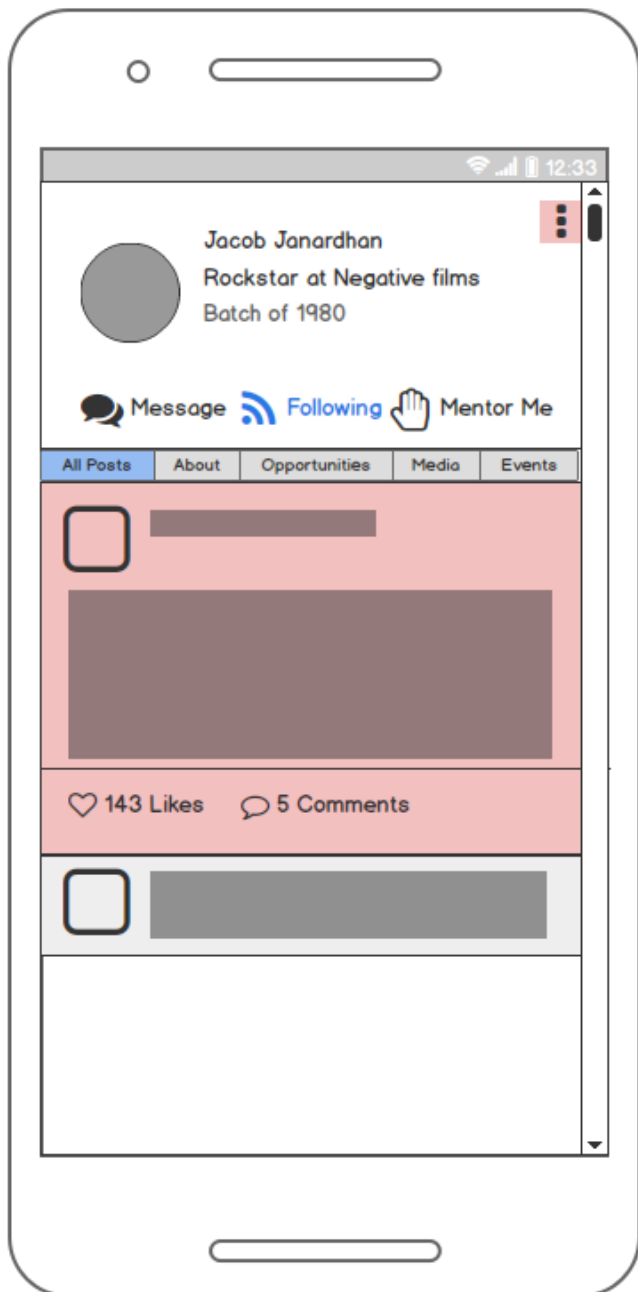 12:33
Jacob Janardhan
Rockstar at Negative films
Batch of 1980
Message Following Mentor Me
All Posts About Opportunities Media Events
143 Likes 5 Comments